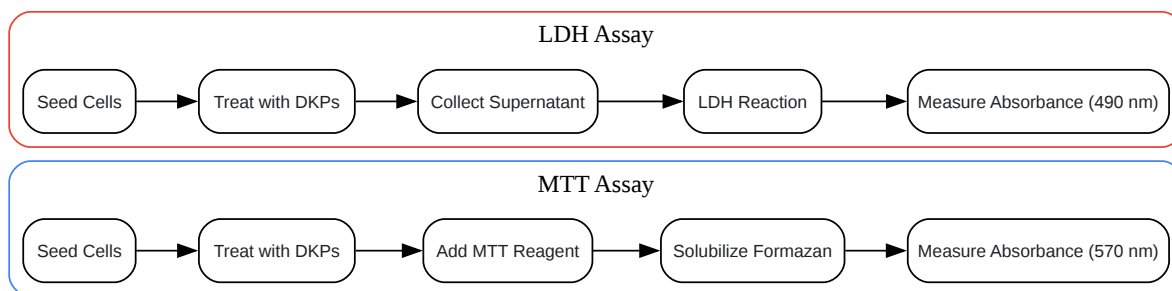 LDH Assay
Seed Cells
Treat with DKPs
Collect Supernatant
LDH Reaction
Measure Absorbance (490 nm)
MTT Assay
Seed Cells
Treat with DKPs
Add MTT Reagent
Solubilize Formazan
Measure Absorbance (570 nm)